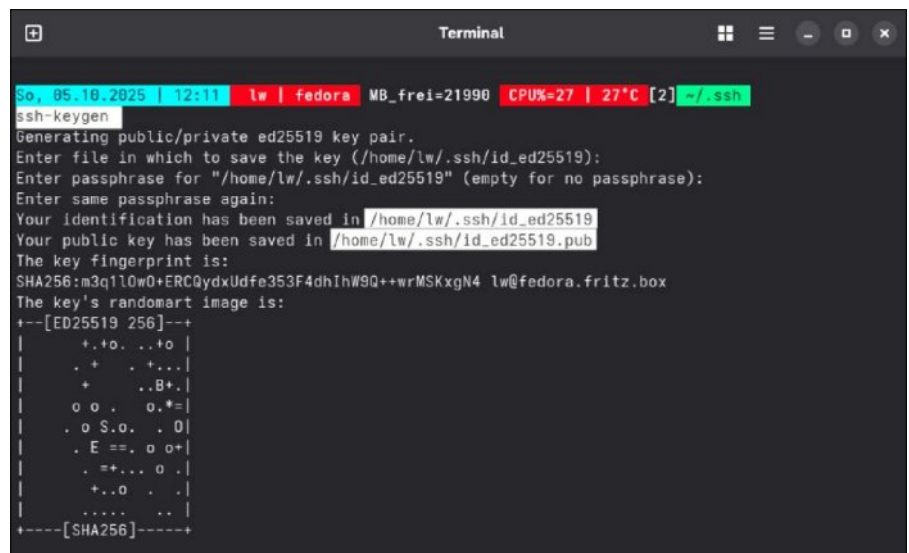 Terminal
So, 05.10.2025 | 12:11 lw | fedora MB_frei=21990 CPU%=27 | 27°C [2] ~/.ssh
ssh-keygen
Generating public/private ed25519 key pair.
Enter file in which to save the key (/home/lw/.ssh/id_ed25519):
Enter passphrase for "/home/lw/.ssh/id_ed25519" (empty for no passphrase):
Enter same passphrase again:
Your identification has been saved in /home/lw/.ssh/id_ed25519
Your public key has been saved in /home/lw/.ssh/id_ed25519.pub
The key fingerprint is:
SHA256:m3q1lOwO+ERCQydxUdfe353F4dhIhW9Q++wrMSKxgN4 lw@fedora.fritz.box
The key's randomart image is:
+--[ED25519 256]--+
|      +.+o. ..+o |
|     . +   . +...|
|      +     ..B+.|
|     o o .   o.*=|
|    . o S.o.  . O|
|     . E ==. o o+|
|      . =+... o .|
|       +..o  .  .|
|      .....   .. |
+----[SHA256]-----+